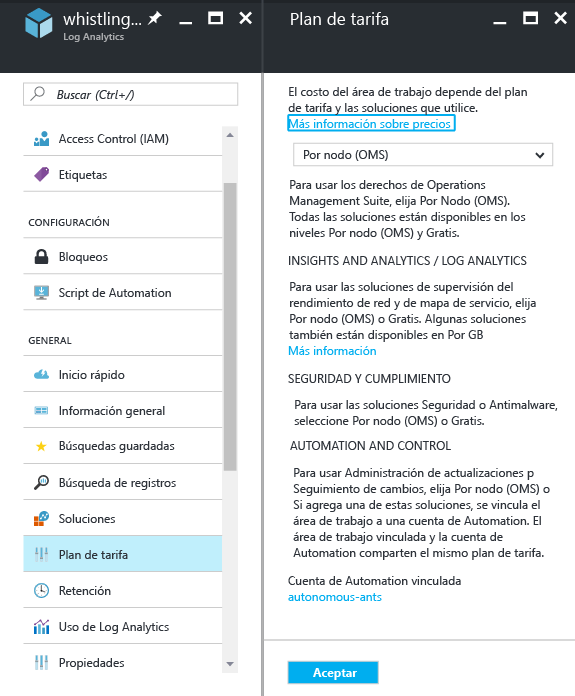 whistling...
Log Analytics
Buscar (Ctrl+/)
Access Control (IAM)
Etiquetas
CONFIGURACIÓN
Bloqueos
Script de Automation
GENERAL
Inicio rápido
Información general
Búsquedas guardadas
Búsqueda de registros
Soluciones
Plan de tarifa
Retención
Uso de Log Analytics
Propiedades
Plan de tarifa
El costo del área de trabajo depende del plan
de tarifa y las soluciones que utilice.
Más información sobre precios
Por nodo (OMS)
Para usar los derechos de Operations
Management Suite, elija Por Nodo (OMS).
Todas las soluciones están disponibles en los
niveles Por nodo (OMS) y Gratis.
INSIGHTS AND ANALYTICS / LOG ANALYTICS
Para usar las soluciones de supervisión del
rendimiento de red y de mapa de servicio, elija
Por nodo (OMS) o Gratis. Algunas soluciones
también están disponibles en Por GB
Más información
SEGURIDAD Y CUMPLIMIENTO
Para usar las soluciones Seguridad o Antimalware,
seleccione Por nodo (OMS) o Gratis.
AUTOMATION AND CONTROL
Para usar Administración de actualizaciones p
Seguimiento de cambios, elija Por nodo (OMS) o
Si agrega una de estas soluciones, se vincula el
área de trabajo a una cuenta de Automation. El
área de trabajo vinculada y la cuenta de
Automation comparten el mismo plan de tarifa.
Cuenta de Automation vinculada
autonomous-ants
Aceptar